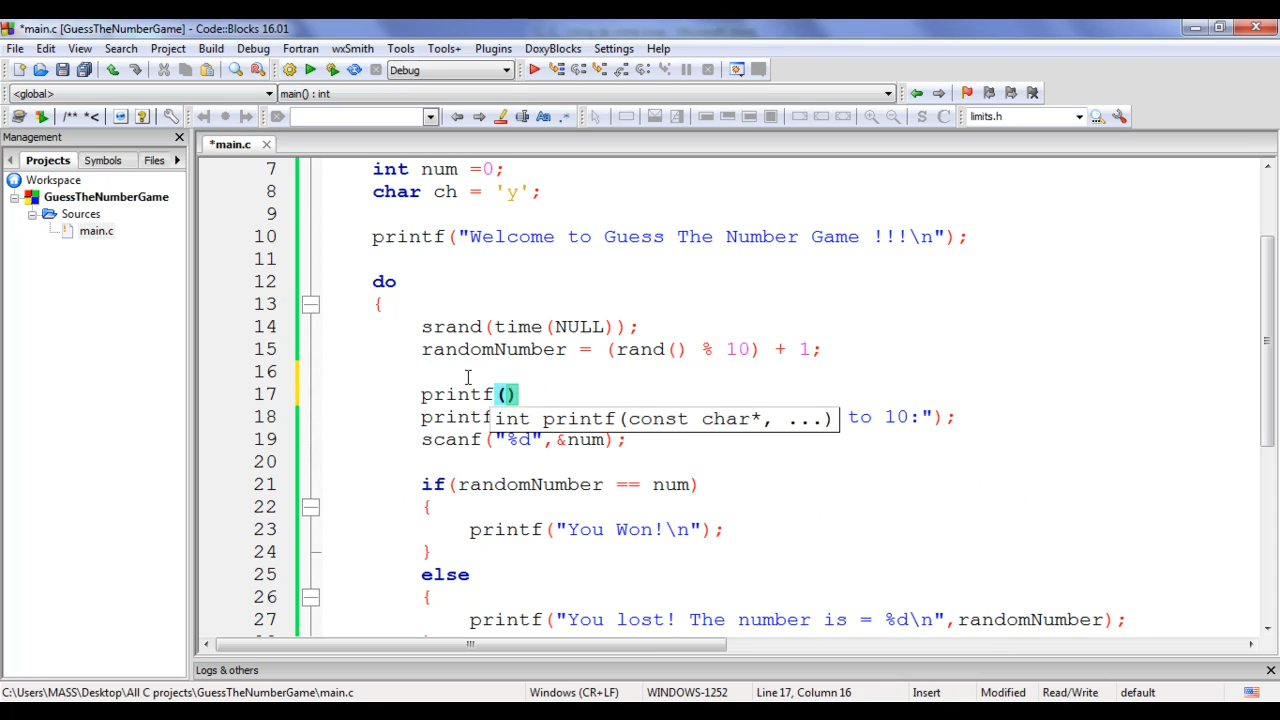 *main.c [GuessTheNumberGame] - Code::Blocks 16.01
File Edit View Search Project Build Debug Fortran wxSmith Tools Tools+ Plugins DoxyBlocks Settings Help
Debug
<global> main() : int
/** *< limits.h
Management
Projects Symbols Files
Workspace
GuessTheNumberGame
Sources
main.c
*main.c
7 int num =0;
8 char ch = 'y';
9
10 printf("Welcome to Guess The Number Game !!!\n");
11
12 do
13 {
14 srand(time(NULL));
15 randomNumber = (rand() % 10) + 1;
16
17 printf()
18 printf to 10:");
int printf(const char*, ...)
19 scanf("%d",&num);
20
21 if(randomNumber == num)
22 {
23 printf("You Won!\n");
24 }
25 else
26 {
27 printf("You lost! The number is = %d\n",randomNumber);
Logs & others
C:\Users\MASS\Desktop\All C projects\GuessTheNumberGame\main.c Windows (CR+LF) WINDOWS-1252 Line 17, Column 16 Insert Modified Read/Write default